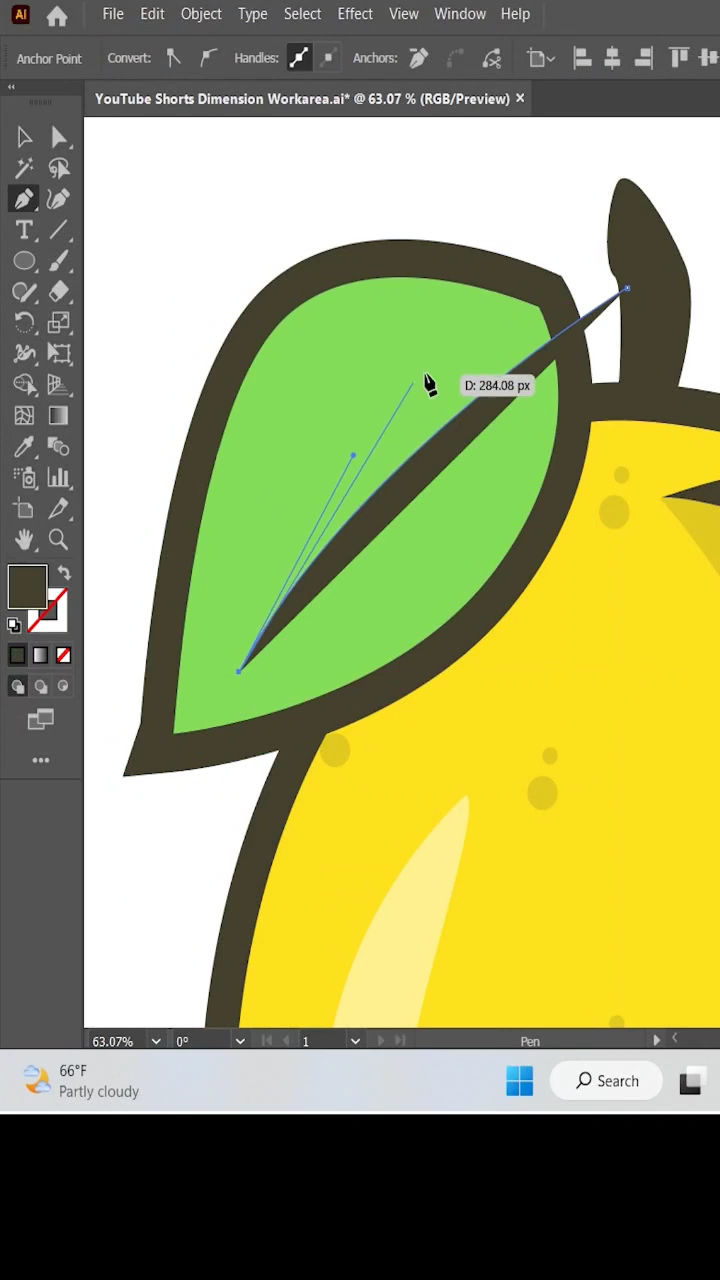 Ai File Edit Object Type Select Effect View Window Help
Anchor Point Convert: Handles: Anchors:
YouTube Shorts Dimension Workarea.ai* @ 63.07 % (RGB/Preview) ×
D: 284.08 px
63.07% 0° 1 Pen
66°F
Partly cloudy
Search